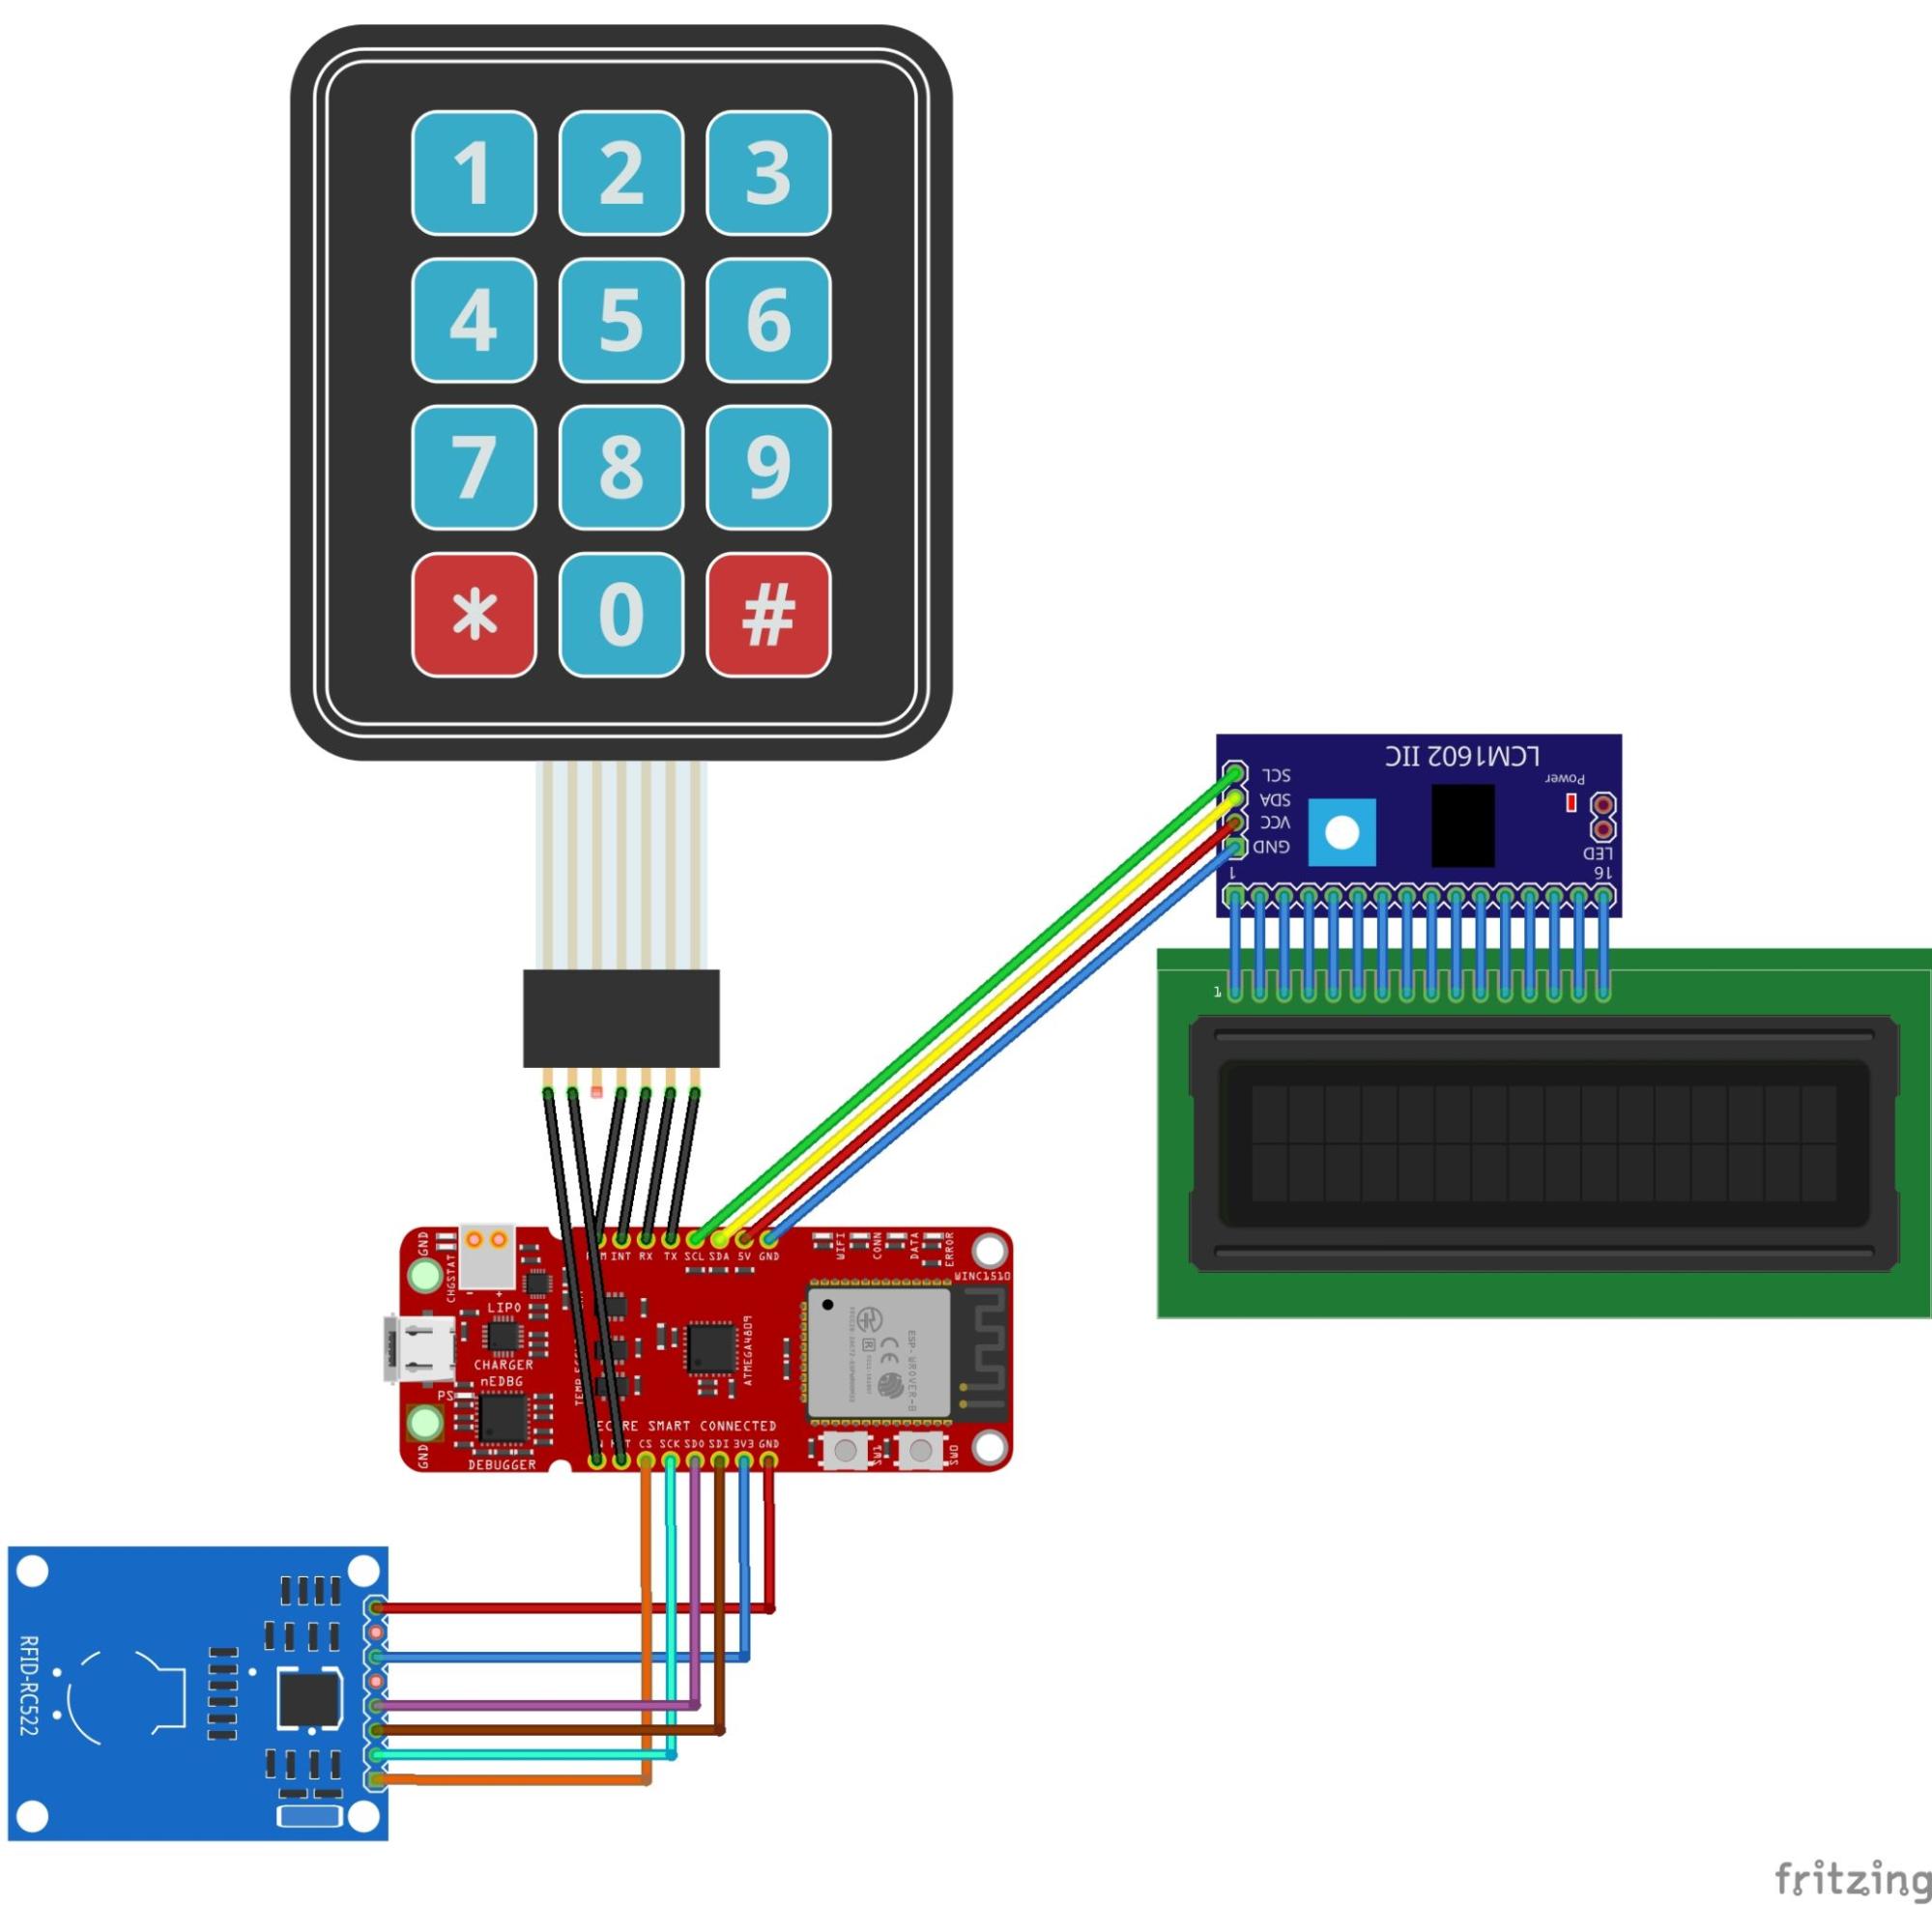 1 2 3
4 5 6
7 8 9
* 0 #
LCM1602 IIC
SCL
SDA
VCC
GND
Power
LED
1
16
1
GND
CHGSTAT
- +
LIPO
CHARGER
nEDBG
PS
GND
DEBUGGER
INT RX TX SCL SDA 5V GND
WIFI
CONN
DATA
ERROR
WINC1510
ATMEGA4809
ESP-WROVER-B
SMART CONNECTED
CS SCK SDO SDI 3V3 GND
SW1
SW0
RFID-RC522
fritzing